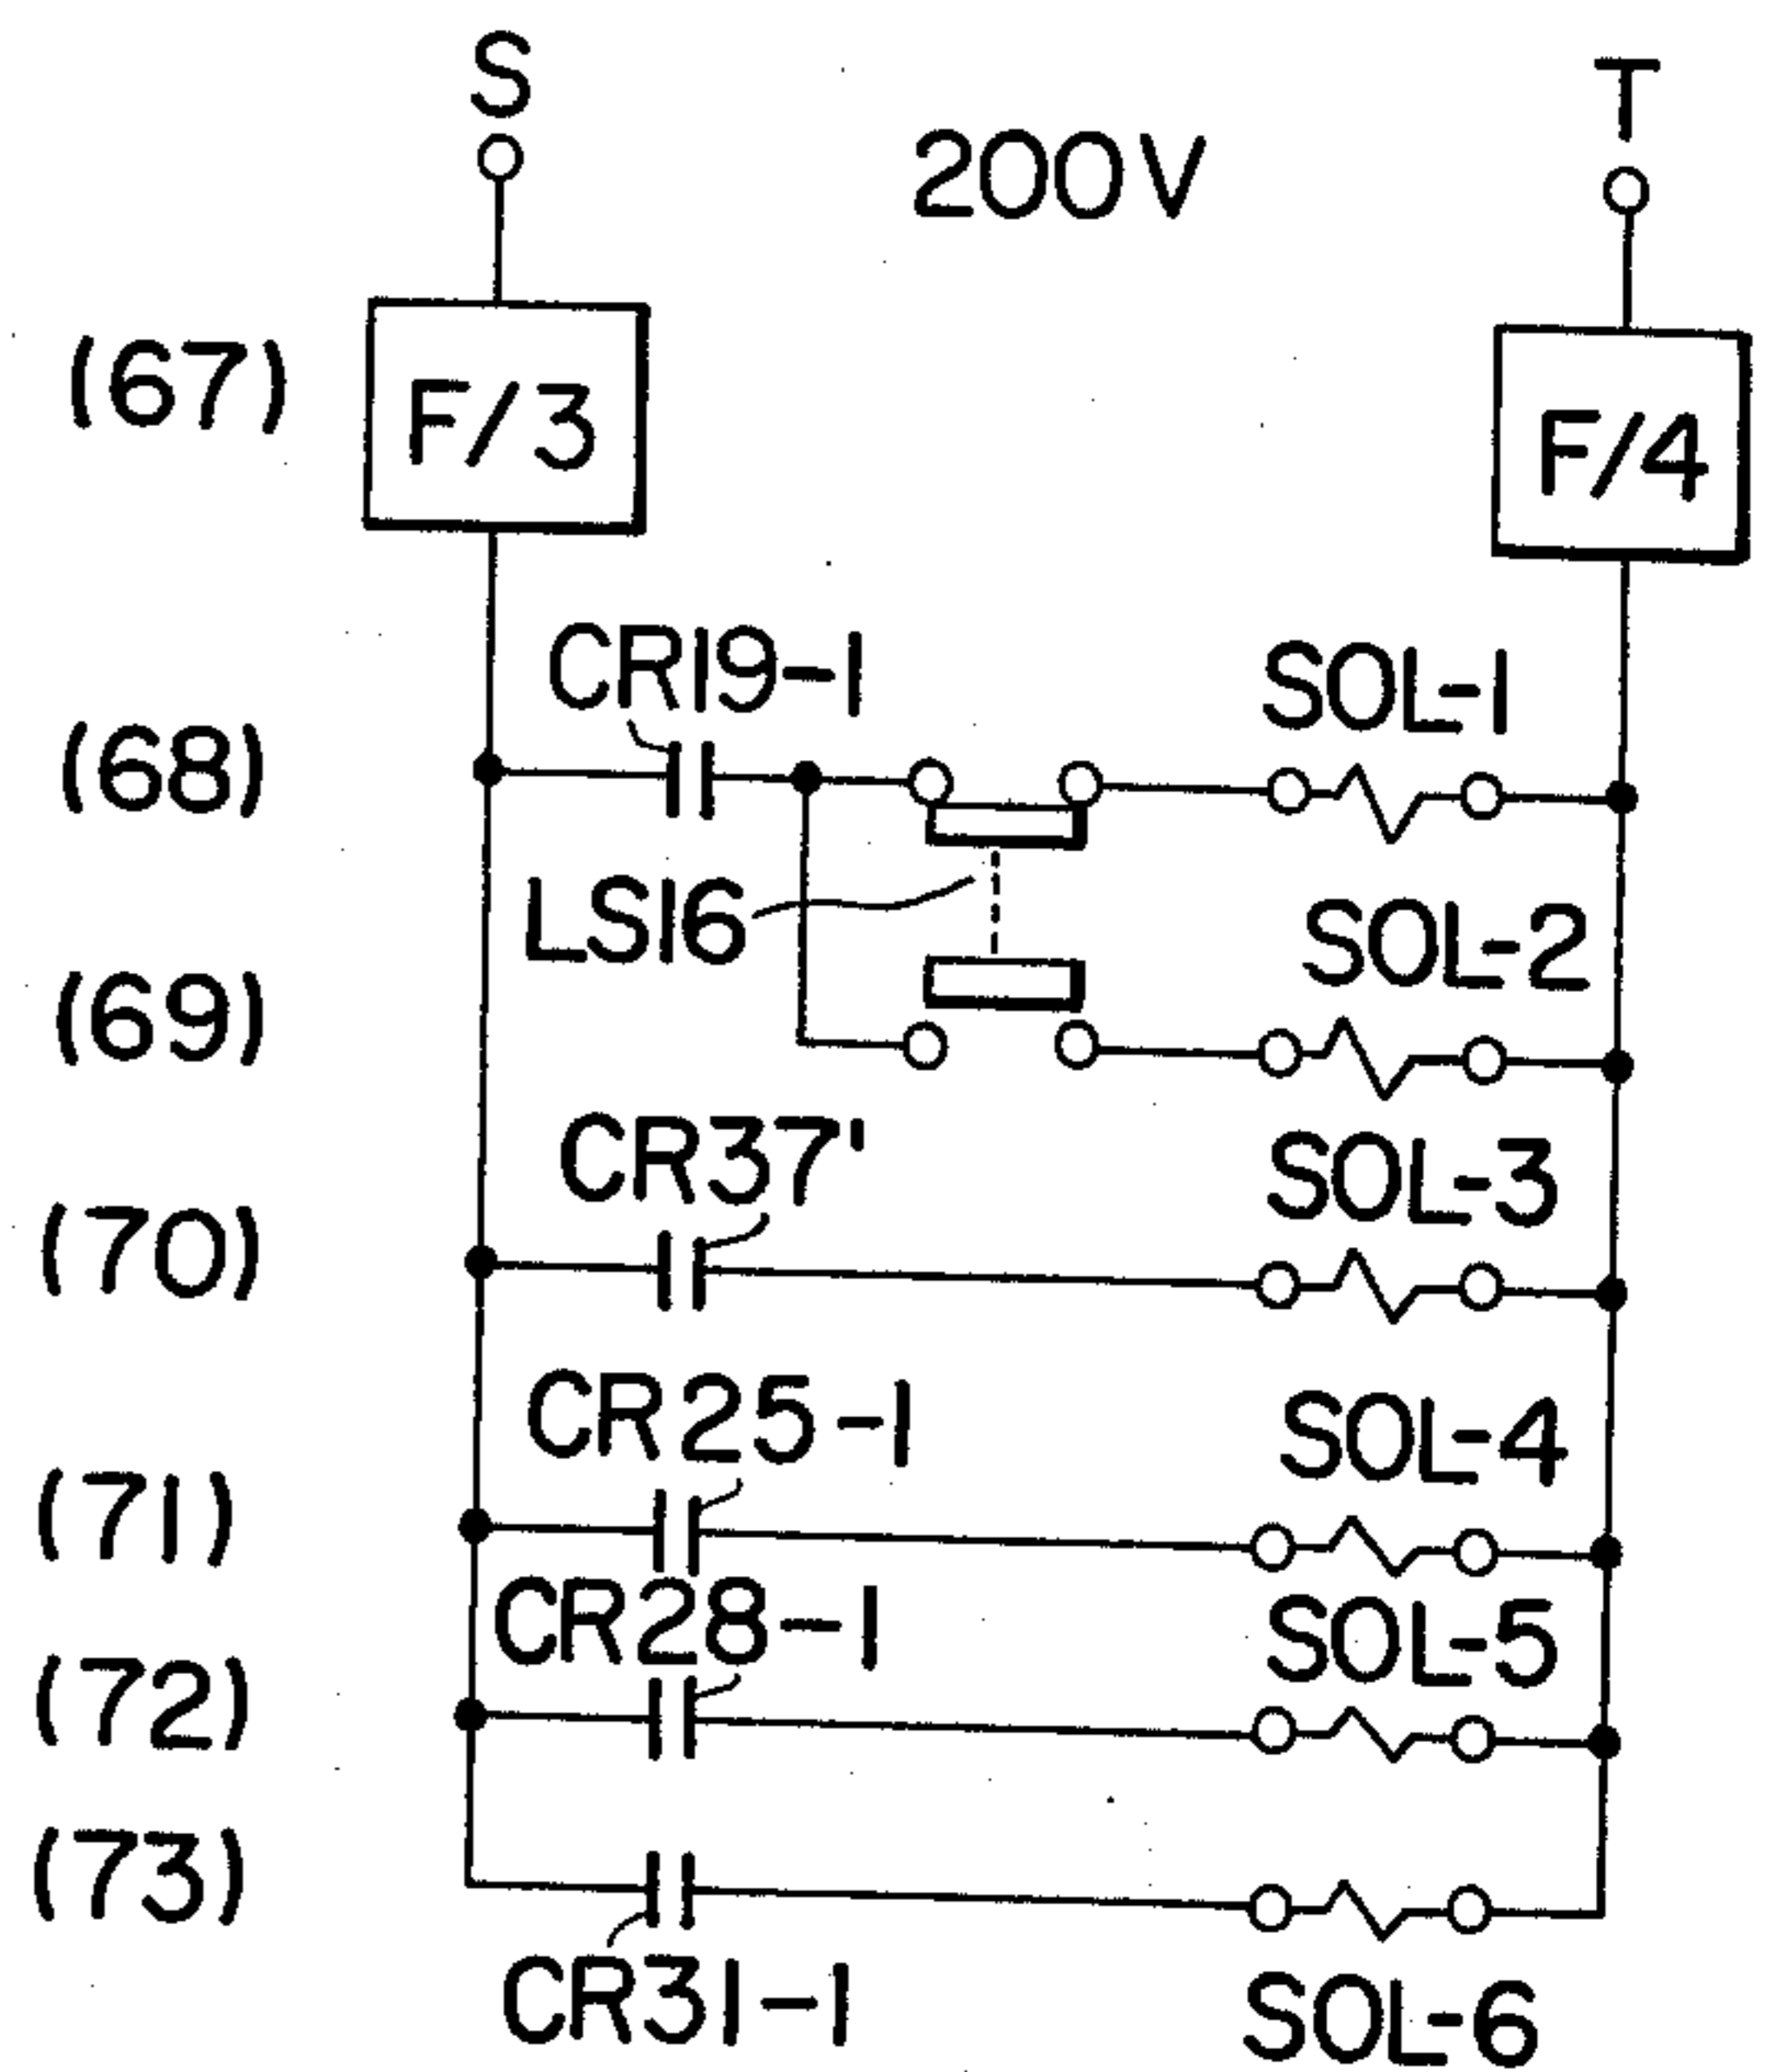 S
200V
T
(67)
F/3
F/4
CR19-1
SOL-1
(68)
LS16
SOL-2
(69)
CR37'
SOL-3
(70)
CR25-1
SOL-4
(71)
CR28-1
SOL-5
(72)
(73)
CR31-1
SOL-6